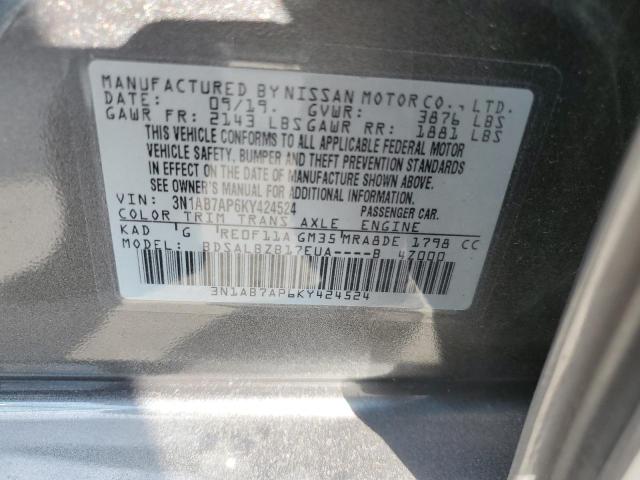 MANUFACTURED BY NISSAN MOTOR CO., LTD.
DATE: 09/19. GVWR: 3876 LBS
GAWR FR: 2143 LBS GAWR RR: 1881 LBS
THIS VEHICLE CONFORMS TO ALL APPLICABLE FEDERAL MOTOR
VEHICLE SAFETY, BUMPER AND THEFT PREVENTION STANDARDS
IN EFFECT ON THE DATE OF MANUFACTURE SHOWN ABOVE.
SEE OWNER'S MANUAL FOR ADDITIONAL INFORMATION.
VIN: 3N1AB7AP6KY424524 PASSENGER CAR.
COLOR TRIM TRANS AXLE ENGINE
KAD G RE0F11A GM35 MRA8DE 1798 CC
MODEL: BDSALBZB17EUA----B 4Z000
3N1AB7AP6KY424524